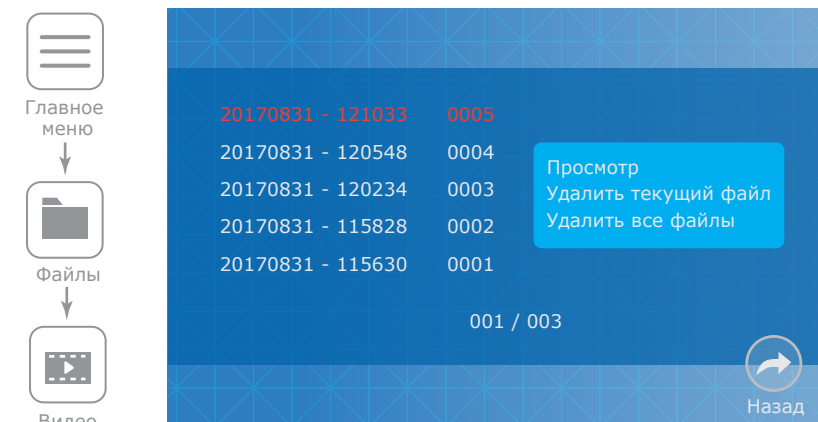 Главное
меню
Файлы
Видео
20170831 - 121033 0005
20170831 - 120548 0004
20170831 - 120234 0003
20170831 - 115828 0002
20170831 - 115630 0001
Просмотр
Удалить текущий файл
Удалить все файлы
001 / 003
Назад